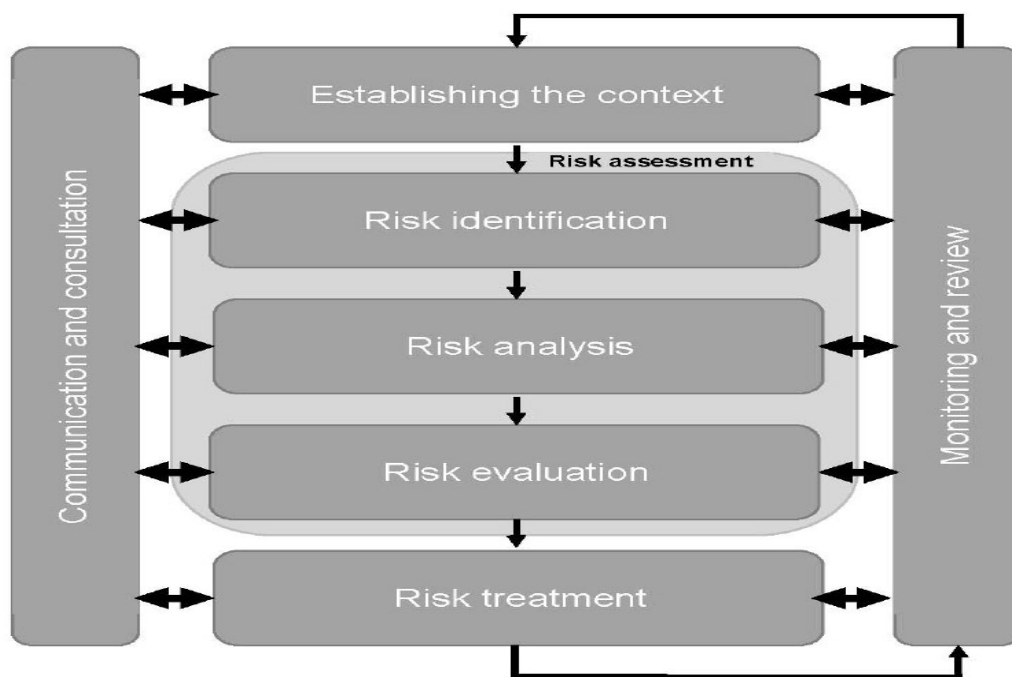 Establishing the context
Risk assessment
Risk identification
Risk analysis
Risk evaluation
Risk treatment
Communication and consultation
Monitoring and review